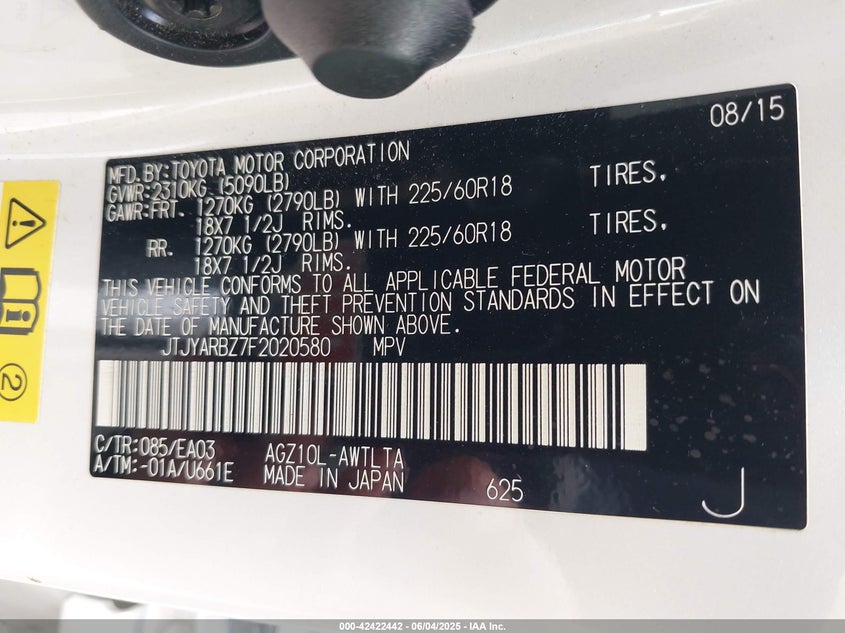 08/15
MFD.BY:TOYOTA MOTOR CORPORATION
GVWR:2310KG (5090LB)
GAWR:FRT. 1270KG (2790LB) WITH 225/60R18 TIRES,
18X7 1/2J RIMS.
RR. 1270KG (2790LB) WITH 225/60R18 TIRES,
18X7 1/2J RIMS.
THIS VEHICLE CONFORMS TO ALL APPLICABLE FEDERAL MOTOR
VEHICLE SAFETY AND THEFT PREVENTION STANDARDS IN EFFECT ON
THE DATE OF MANUFACTURE SHOWN ABOVE.
JTJYARBZ7F2020580 MPV
C/TR:085/EA03 AGZ10L-AWTLTA
A/TM:-01A/U661E MADE IN JAPAN 625
J
2
000-42422442 - 06/04/2025 - IAA Inc.